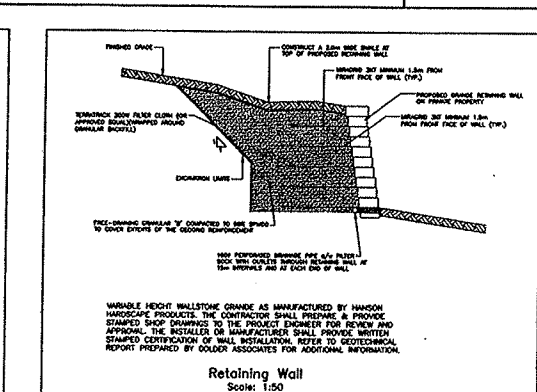 FINISHED GRADE
CONSTRUCT A 2.0m WIDE SWALE AT
TOP OF PROPOSED RETAINING WALL
MIRAGRID 3XT MINIMUM 1.5m FROM
FRONT FACE OF WALL (TYP.)
PROPOSED GRANDE RETAINING WALL
ON PRIVATE PROPERTY
MIRAGRID 3XT MINIMUM 1.5m
FROM FRONT FACE OF WALL (TYP.)
TERRATRACK 200W FILTER CLOTH (OR
APPROVED EQUAL)(WRAPPED AROUND
GRANULAR BACKFILL)
EXCAVATION LIMITS
FREE-DRAINING GRANULAR "B" COMPACTED TO SPMDD
TO COVER EXTENTS OF THE GEOGRID REINFORCEMENT
PERFORATED DRAINAGE PIPE c/w FILTER
SOCK WITH OUTLETS THROUGH RETAINING WALL AT
15m INTERVALS AND AT EACH END OF WALL
VARIABLE HEIGHT WALLSTONE GRANDE AS MANUFACTURED BY HANSON
HARDSCAPE PRODUCTS. THE CONTRACTOR SHALL PREPARE & PROVIDE
STAMPED SHOP DRAWINGS TO THE PROJECT ENGINEER FOR REVIEW AND
APPROVAL. THE INSTALLER OR MANUFACTURER SHALL PROVIDE WRITTEN
STAMPED CERTIFICATION OF WALL INSTALLATION. REFER TO GEOTECHNICAL
REPORT PREPARED BY GOLDER ASSOCIATES FOR ADDITIONAL INFORMATION.
Retaining Wall
Scale: 1:50